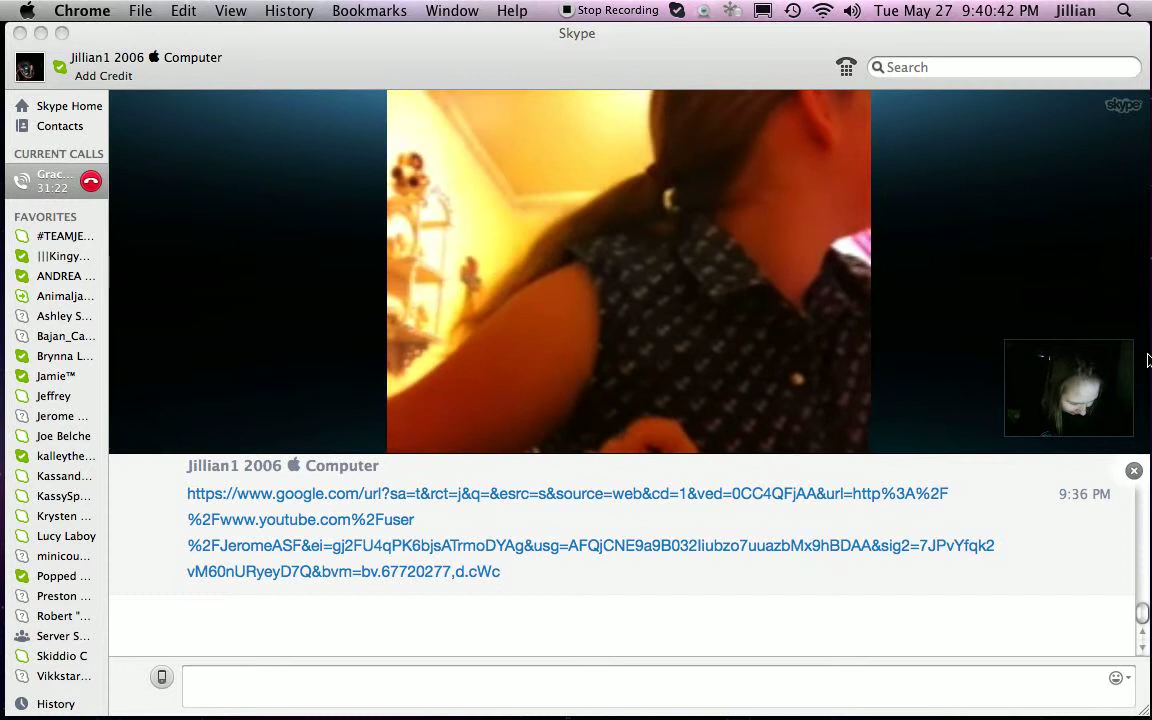 Chrome File Edit View History Bookmarks Window Help Stop Recording Tue May 27 9:40:42 PM Jillian
Skype
Jillian1 2006 Computer
Add Credit
Search
skype
Skype Home
Contacts
CURRENT CALLS
Grac...
31:22
FAVORITES
#TEAMJE...
|||Kingy...
ANDREA ...
Animalja...
Ashley S...
Bajan_Ca...
Brynna L...
Jamie™
Jeffrey
Jerome ...
Joe Belche
kalleythe...
Kassand...
KassySp...
Krysten ...
Lucy Laboy
minicou...
Popped ...
Preston ...
Robert "...
Server S...
Skiddio C
Vikkstar...
History
Jillian1 2006 Computer
https://www.google.com/url?sa=t&rct=j&q=&esrc=s&source=web&cd=1&ved=0CC4QFjAA&url=http%3A%2F
9:36 PM
%2Fwww.youtube.com%2Fuser
%2FJeromeASF&ei=gj2FU4qPK6bjsATrmoDYAg&usg=AFQjCNE9a9B032Iiubzo7uuazbMx9hBDAA&sig2=7JPvYfqk2
vM60nURyeyD7Q&bvm=bv.67720277,d.cWc